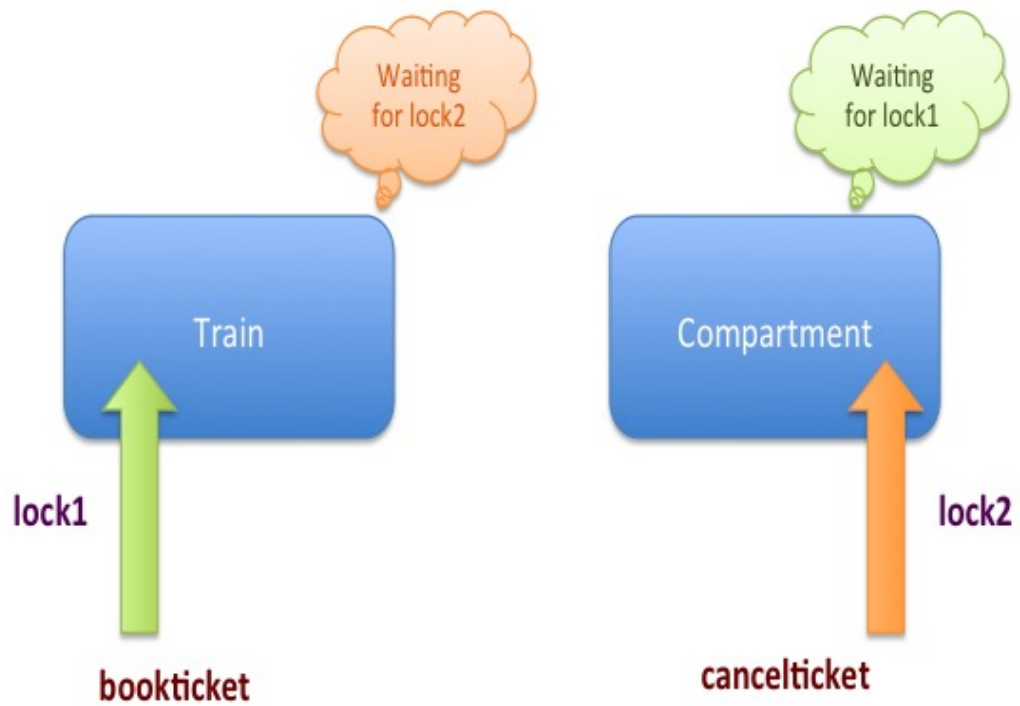 Waiting
for lock2
Waiting
for lock1
Train
Compartment
lock1
lock2
bookticket
cancelticket